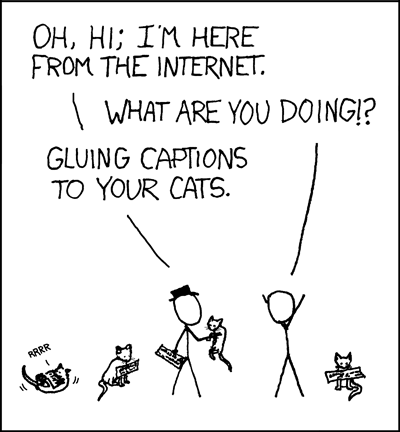 OH, HI; I'M HERE
FROM THE INTERNET.
WHAT ARE YOU DOING!?
GLUING CAPTIONS
TO YOUR CATS.
RRRR